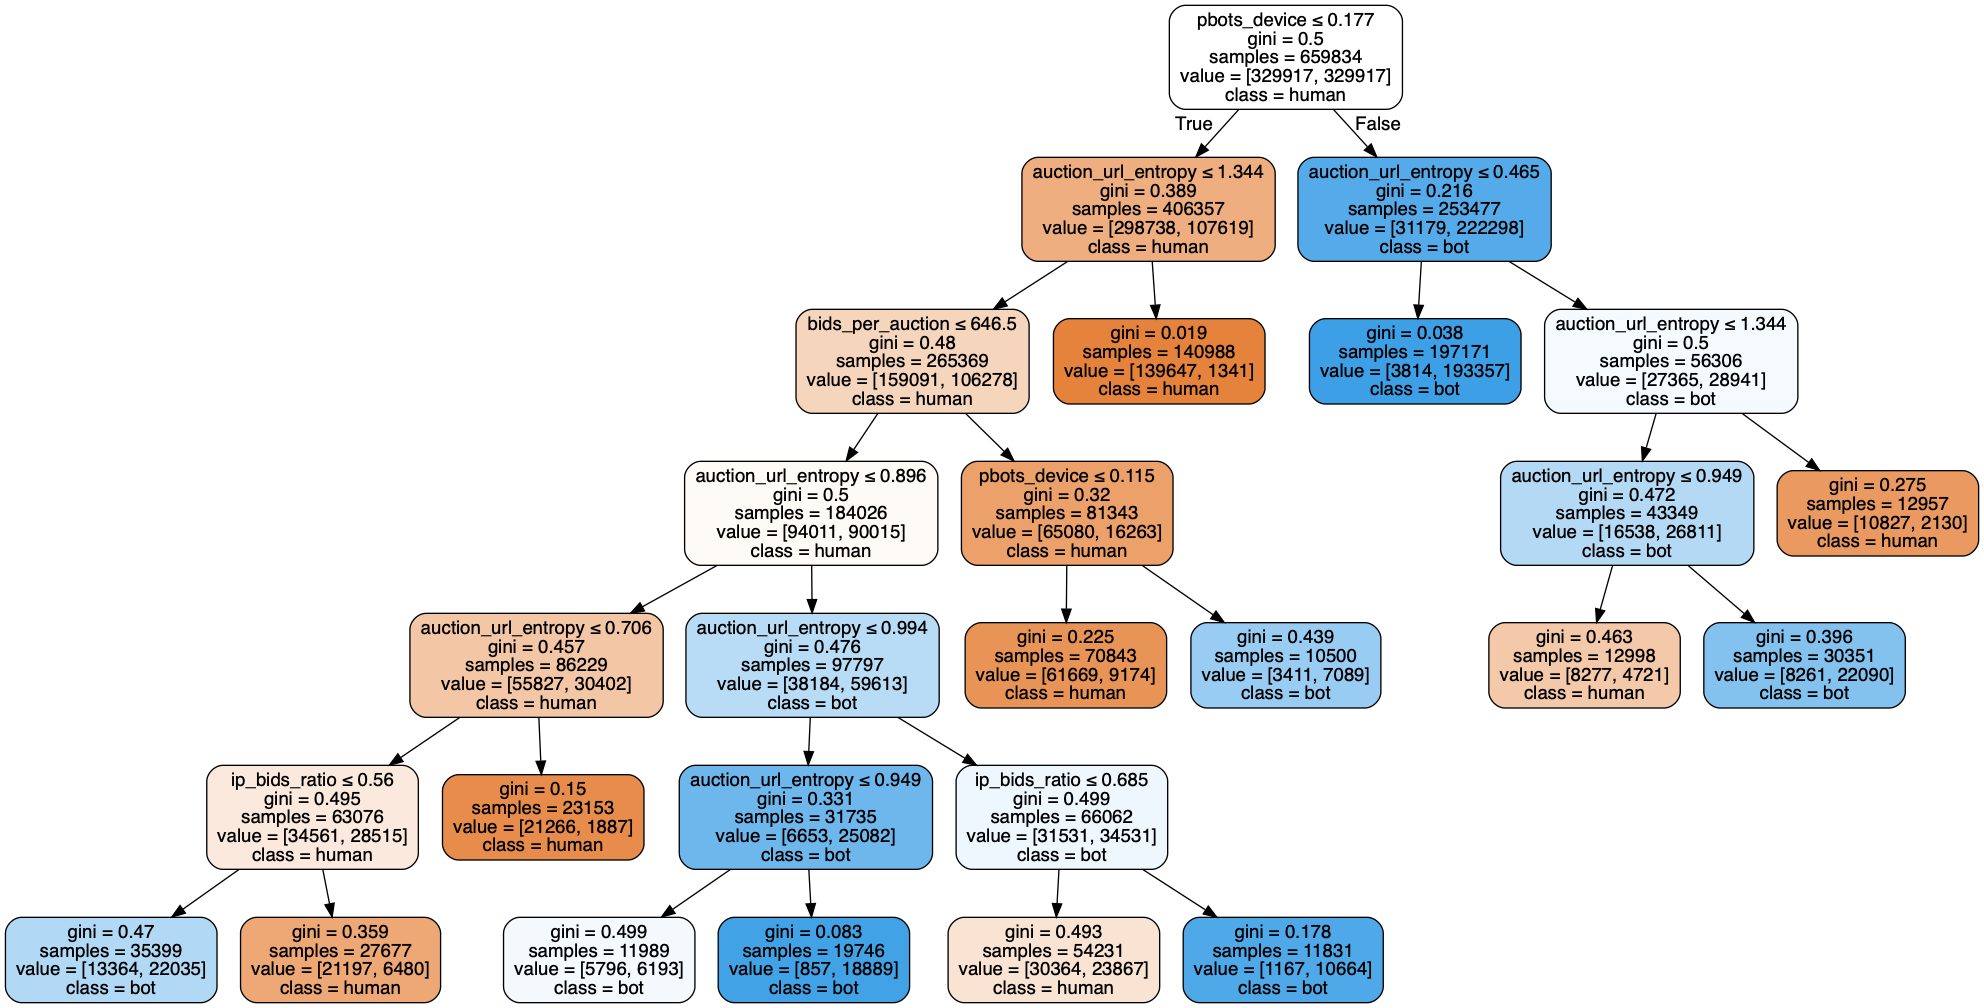 pbots_device ≤ 0.177
gini = 0.5
samples = 659834
value = [329917, 329917]
class = human
True
False
auction_url_entropy ≤ 1.344
gini = 0.389
samples = 406357
value = [298738, 107619]
class = human
auction_url_entropy ≤ 0.465
gini = 0.216
samples = 253477
value = [31179, 222298]
class = bot
bids_per_auction ≤ 646.5
gini = 0.48
samples = 265369
value = [159091, 106278]
class = human
gini = 0.019
samples = 140988
value = [139647, 1341]
class = human
gini = 0.038
samples = 197171
value = [3814, 193357]
class = bot
auction_url_entropy ≤ 1.344
gini = 0.5
samples = 56306
value = [27365, 28941]
class = bot
auction_url_entropy ≤ 0.896
gini = 0.5
samples = 184026
value = [94011, 90015]
class = human
pbots_device ≤ 0.115
gini = 0.32
samples = 81343
value = [65080, 16263]
class = human
auction_url_entropy ≤ 0.949
gini = 0.472
samples = 43349
value = [16538, 26811]
class = bot
gini = 0.275
samples = 12957
value = [10827, 2130]
class = human
auction_url_entropy ≤ 0.706
gini = 0.457
samples = 86229
value = [55827, 30402]
class = human
auction_url_entropy ≤ 0.994
gini = 0.476
samples = 97797
value = [38184, 59613]
class = bot
gini = 0.225
samples = 70843
value = [61669, 9174]
class = human
gini = 0.439
samples = 10500
value = [3411, 7089]
class = bot
gini = 0.463
samples = 12998
value = [8277, 4721]
class = human
gini = 0.396
samples = 30351
value = [8261, 22090]
class = bot
ip_bids_ratio ≤ 0.56
gini = 0.495
samples = 63076
value = [34561, 28515]
class = human
gini = 0.15
samples = 23153
value = [21266, 1887]
class = human
auction_url_entropy ≤ 0.949
gini = 0.331
samples = 31735
value = [6653, 25082]
class = bot
ip_bids_ratio ≤ 0.685
gini = 0.499
samples = 66062
value = [31531, 34531]
class = bot
gini = 0.47
samples = 35399
value = [13364, 22035]
class = bot
gini = 0.359
samples = 27677
value = [21197, 6480]
class = human
gini = 0.499
samples = 11989
value = [5796, 6193]
class = bot
gini = 0.083
samples = 19746
value = [857, 18889]
class = bot
gini = 0.493
samples = 54231
value = [30364, 23867]
class = human
gini = 0.178
samples = 11831
value = [1167, 10664]
class = bot